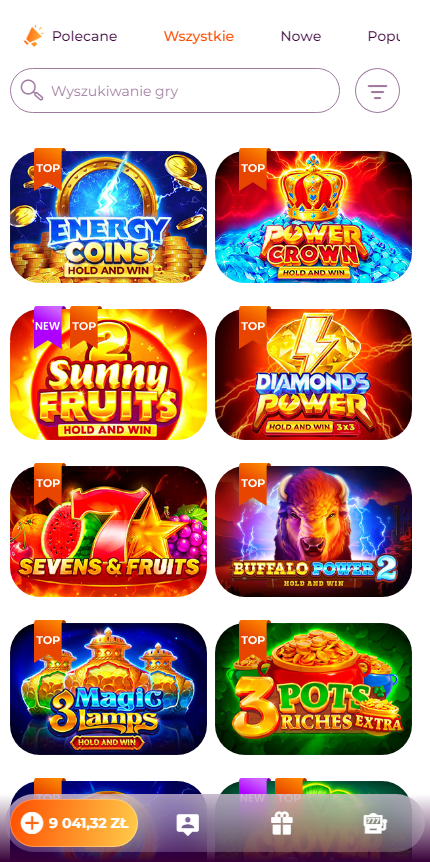 Polecane Wszystkie Nowe Popu
Wyszukiwanie gry
TOP
ENERGY
COINS
HOLD AND WIN
TOP
POWER
CROWN
HOLD AND WIN
NEW TOP
2
Sunny
FRUITS
HOLD AND WIN
TOP
DIAMONDS
POWER
HOLD AND WIN 3x3
TOP
7
SEVENS & FRUITS
TOP
BUFFALO POWER 2
HOLD AND WIN
TOP
3 Magic
Lamps
HOLD AND WIN
TOP
3 POTS
RICHES EXTRA
TOP
NEW TOP
9 041,32 ZŁ
777